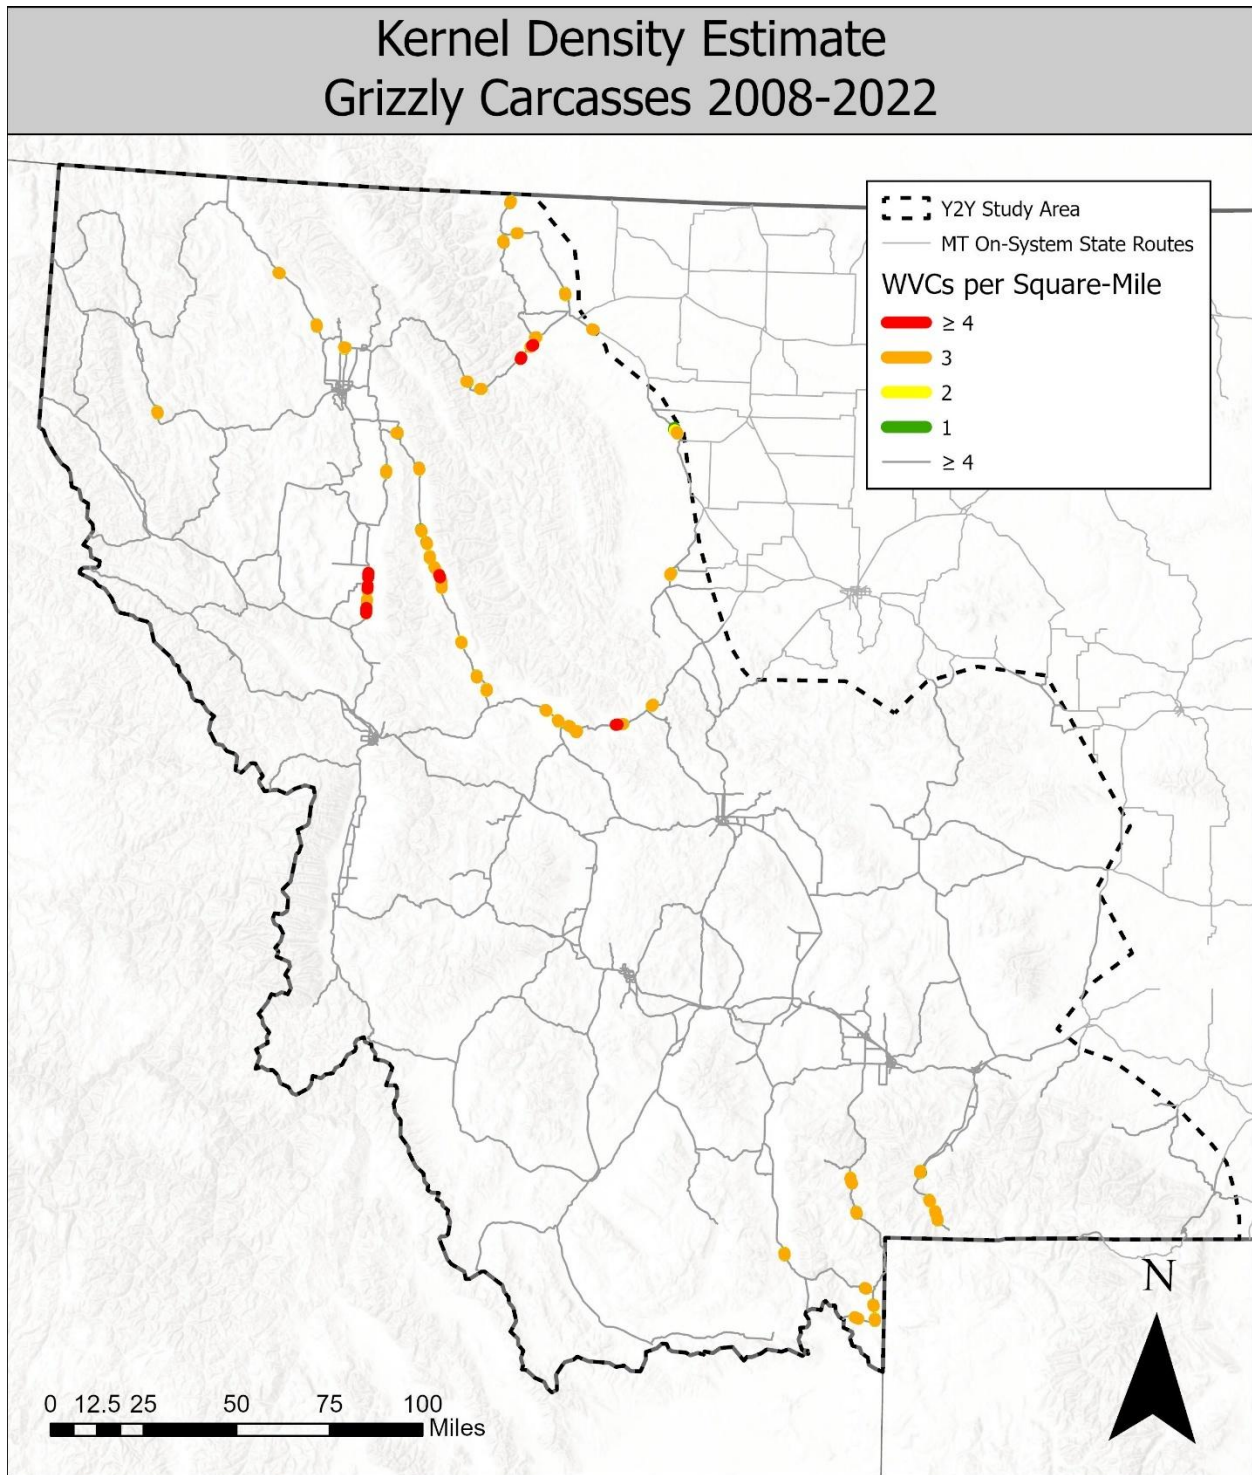 Kernel Density Estimate
Grizzly Carcasses 2008-2022
Y2Y Study Area
MT On-System State Routes
WVCs per Square-Mile
≥ 4
3
2
1
≥ 4
N
0 12.5 25 50 75 100
Miles